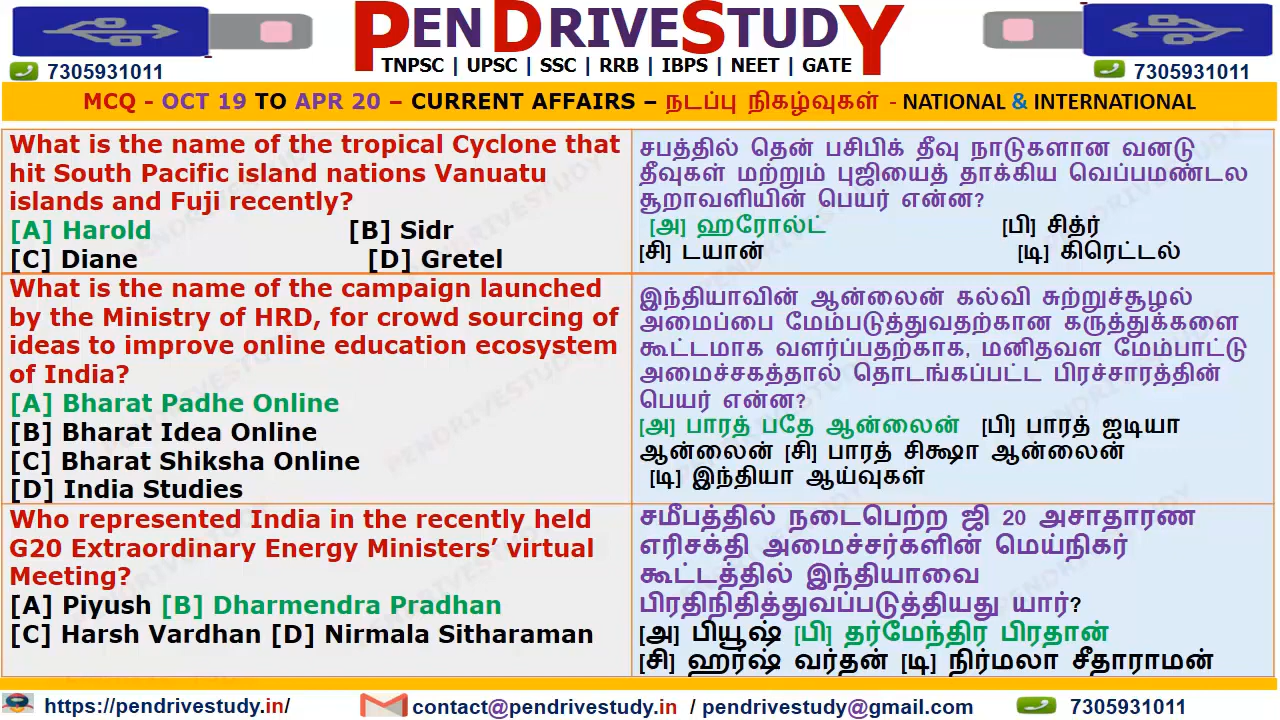 PENDRIVESTUDY
TNPSC | UPSC | SSC | RRB | IBPS | NEET | GATE
7305931011
7305931011
MCQ - OCT 19 TO APR 20 – CURRENT AFFAIRS – நடப்பு நிகழ்வுகள் - NATIONAL & INTERNATIONAL
What is the name of the tropical Cyclone that
hit South Pacific island nations Vanuatu
islands and Fuji recently?
[A] Harold [B] Sidr
[C] Diane [D] Gretel
சபத்தில் தென் பசிபிக் தீவு நாடுகளான வனடு
தீவுகள் மற்றும் புஜியைத் தாக்கிய வெப்பமண்டல
சூறாவளியின் பெயர் என்ன?
[அ] ஹரோல்ட் [பி] சித்ர்
[சி] டயான் [டி] கிரெட்டல்
What is the name of the campaign launched
by the Ministry of HRD, for crowd sourcing of
ideas to improve online education ecosystem
of India?
[A] Bharat Padhe Online
[B] Bharat Idea Online
[C] Bharat Shiksha Online
[D] India Studies
இந்தியாவின் ஆன்லைன் கல்வி சுற்றுச்சூழல்
அமைப்பை மேம்படுத்துவதற்கான கருத்துக்களை
கூட்டமாக வளர்ப்பதற்காக, மனிதவள மேம்பாட்டு
அமைச்சகத்தால் தொடங்கப்பட்ட பிரச்சாரத்தின்
பெயர் என்ன?
[அ] பாரத் பதே ஆன்லைன் [பி] பாரத் ஐடியா
ஆன்லைன் [சி] பாரத் சிக்ஷா ஆன்லைன்
[டி] இந்தியா ஆய்வுகள்
Who represented India in the recently held
G20 Extraordinary Energy Ministers’ virtual
Meeting?
[A] Piyush [B] Dharmendra Pradhan
[C] Harsh Vardhan [D] Nirmala Sitharaman
சமீபத்தில் நடைபெற்ற ஜி 20 அசாதாரண
எரிசக்தி அமைச்சர்களின் மெய்நிகர்
கூட்டத்தில் இந்தியாவை
பிரதிநிதித்துவப்படுத்தியது யார்?
[அ] பியூஷ் [பி] தர்மேந்திர பிரதான்
[சி] ஹர்ஷ் வர்தன் [டி] நிர்மலா சீதாராமன்
https://pendrivestudy.in/ contact@pendrivestudy.in / pendrivestudy@gmail.com 7305931011